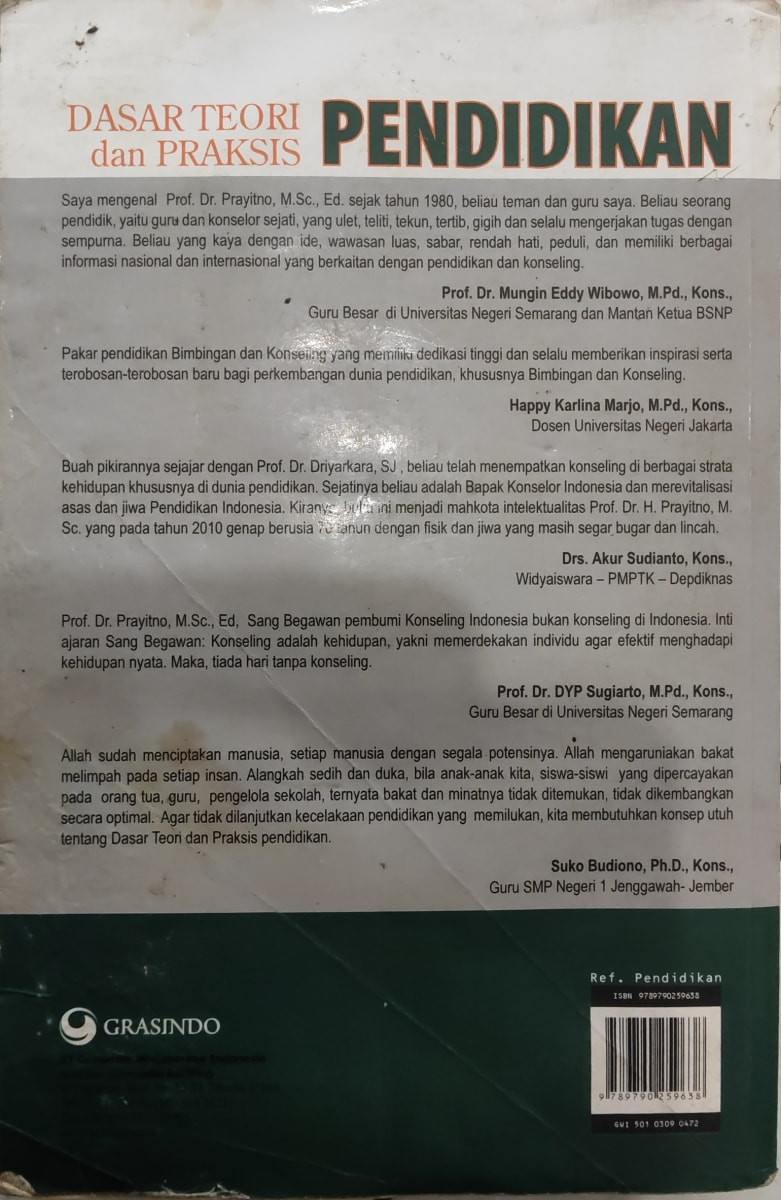 DASAR TEORI
dan PRAKSIS
PENDIDIKAN
Saya mengenal Prof. Dr. Prayitno, M.Sc., Ed. sejak tahun 1980, beliau teman dan guru saya. Beliau seorang
pendidik, yaitu guru dan konselor sejati, yang ulet, teliti, tekun, tertib, gigih dan selalu mengerjakan tugas dengan
sempurna. Beliau yang kaya dengan ide, wawasan luas, sabar, rendah hati, peduli, dan memiliki berbagai
informasi nasional dan internasional yang berkaitan dengan pendidikan dan konseling.
Prof. Dr. Mungin Eddy Wibowo, M.Pd., Kons.,
Guru Besar di Universitas Negeri Semarang dan Mantan Ketua BSNP
Pakar pendidikan Bimbingan dan Konseling yang memiliki dedikasi tinggi dan selalu memberikan inspirasi serta
terobosan-terobosan baru bagi perkembangan dunia pendidikan, khususnya Bimbingan dan Konseling.
Happy Karlina Marjo, M.Pd., Kons.,
Dosen Universitas Negeri Jakarta
Buah pikirannya sejajar dengan Prof. Dr. Driyarkara, SJ , beliau telah menempatkan konseling di berbagai strata
kehidupan khususnya di dunia pendidikan. Sejatinya beliau adalah Bapak Konselor Indonesia dan merevitalisasi
asas dan jiwa Pendidikan Indonesia. Kiranya buku ini menjadi mahkota intelektualitas Prof. Dr. H. Prayitno, M.
Sc. yang pada tahun 2010 genap berusia tahun dengan fisik dan jiwa yang masih segar bugar dan lincah.
Drs. Akur Sudianto, Kons.,
Widyaiswara – PMPTK – Depdiknas
Prof. Dr. Prayitno, M.Sc., Ed, Sang Begawan pembumi Konseling Indonesia bukan konseling di Indonesia. Inti
ajaran Sang Begawan: Konseling adalah kehidupan, yakni memerdekakan individu agar efektif menghadapi
kehidupan nyata. Maka, tiada hari tanpa konseling.
Prof. Dr. DYP Sugiarto, M.Pd., Kons.,
Guru Besar di Universitas Negeri Semarang
Allah sudah menciptakan manusia, setiap manusia dengan segala potensinya. Allah mengaruniakan bakat
melimpah pada setiap insan. Alangkah sedih dan duka, bila anak-anak kita, siswa-siswi yang dipercayakan
pada orang tua, guru, pengelola sekolah, ternyata bakat dan minatnya tidak ditemukan, tidak dikembangkan
secara optimal. Agar tidak dilanjutkan kecelakaan pendidikan yang memilukan, kita membutuhkan konsep utuh
tentang Dasar Teori dan Praksis pendidikan.
Suko Budiono, Ph.D., Kons.,
Guru SMP Negeri 1 Jenggawah- Jember
GRASINDO
Ref. Pendidikan
ISBN 9789790259638
9 789790 259638
GWI 501 0309 0472